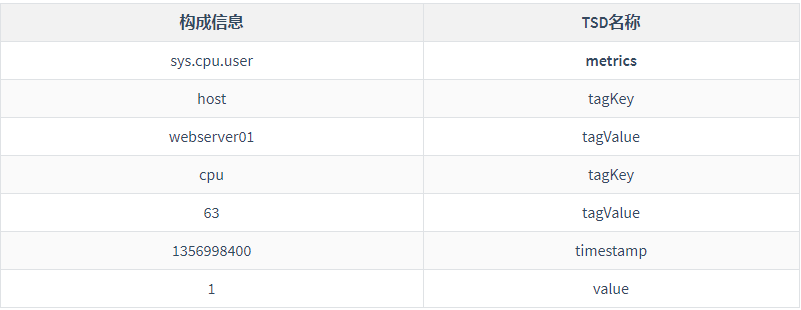 构成信息 TSD名称
sys.cpu.user metrics
host tagKey
webserver01 tagValue
cpu tagKey
63 tagValue
1356998400 timestamp
1 value